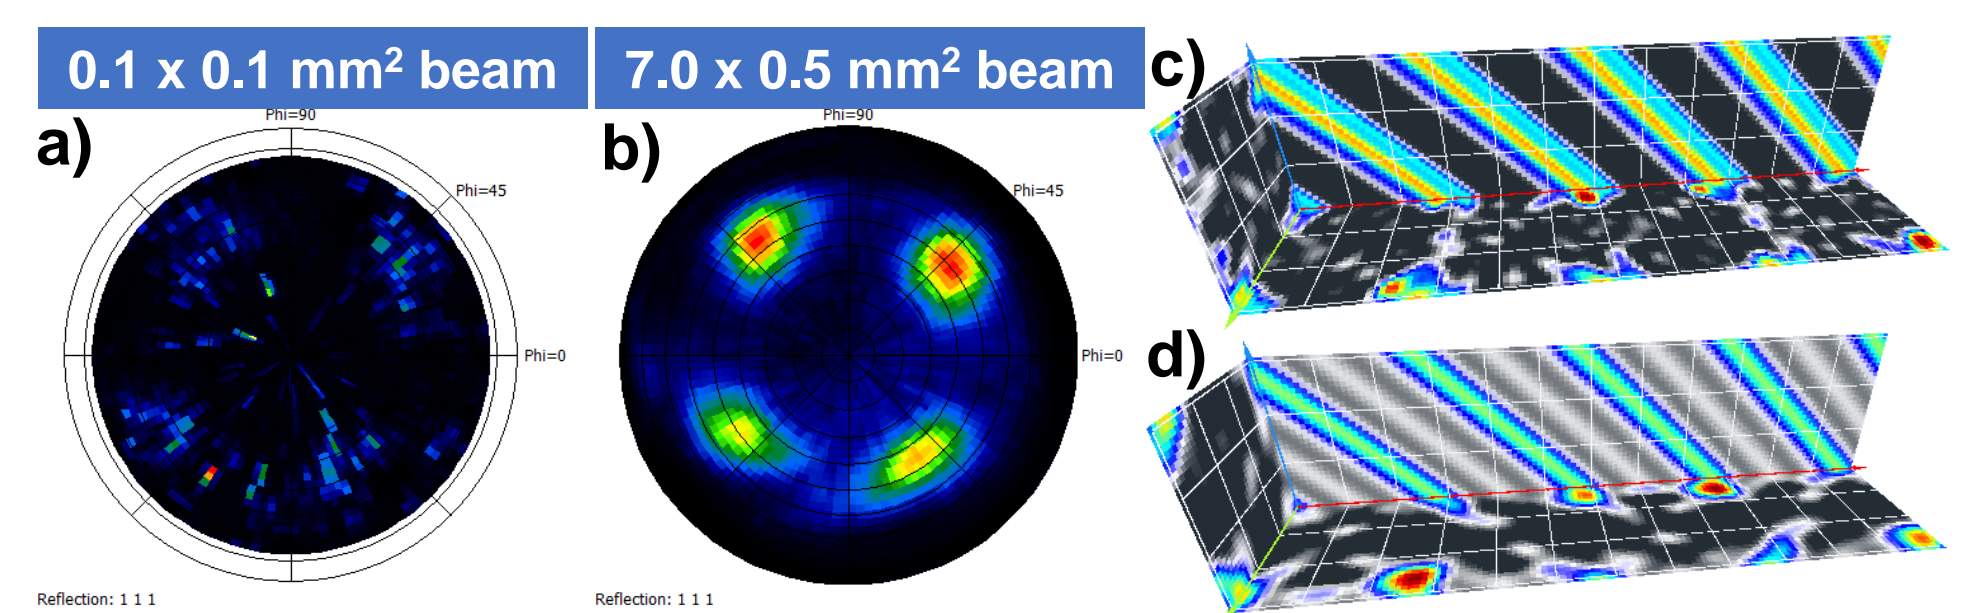 0.1 x 0.1 mm² beam
7.0 x 0.5 mm² beam
a)
Phi=90
Phi=45
Phi=0
Reflection: 1 1 1
b)
Phi=90
Phi=45
Phi=0
Reflection: 1 1 1
c)
d)